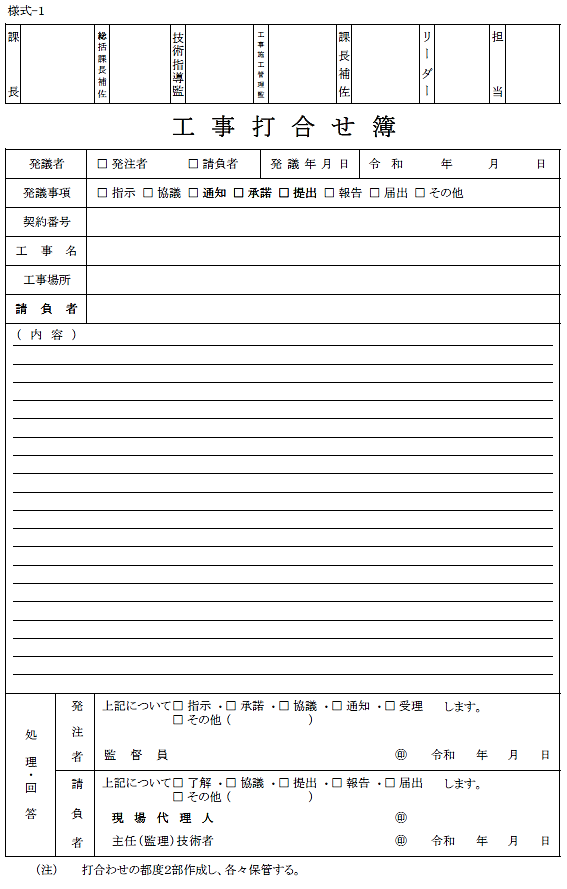 様式-1
課長 総括課長補佐 技術指導監 工事施工管理監 課長補佐 リーダー 担当
工事打合せ簿
発議者 □ 発注者 □ 請負者 発議年月日 令和 年 月 日
発議事項 □ 指示 □ 協議 □ 通知 □ 承諾 □ 提出 □ 報告 □ 届出 □ その他
契約番号
工事名
工事場所
請負者
(内容)
処理・回答
発注者
上記について□ 指示 ・□ 承諾 ・□ 協議 ・□ 通知 ・□ 受理 します。
□ その他 ( )
監督員 ㊞ 令和 年 月 日
請負者
上記について□ 了解 ・□ 協議 ・□ 提出 ・□ 報告 ・□ 届出 します。
□ その他 ( )
現場代理人 ㊞
主任(監理)技術者 ㊞ 令和 年 月 日
(注) 打合わせの都度2部作成し、各々保管する。